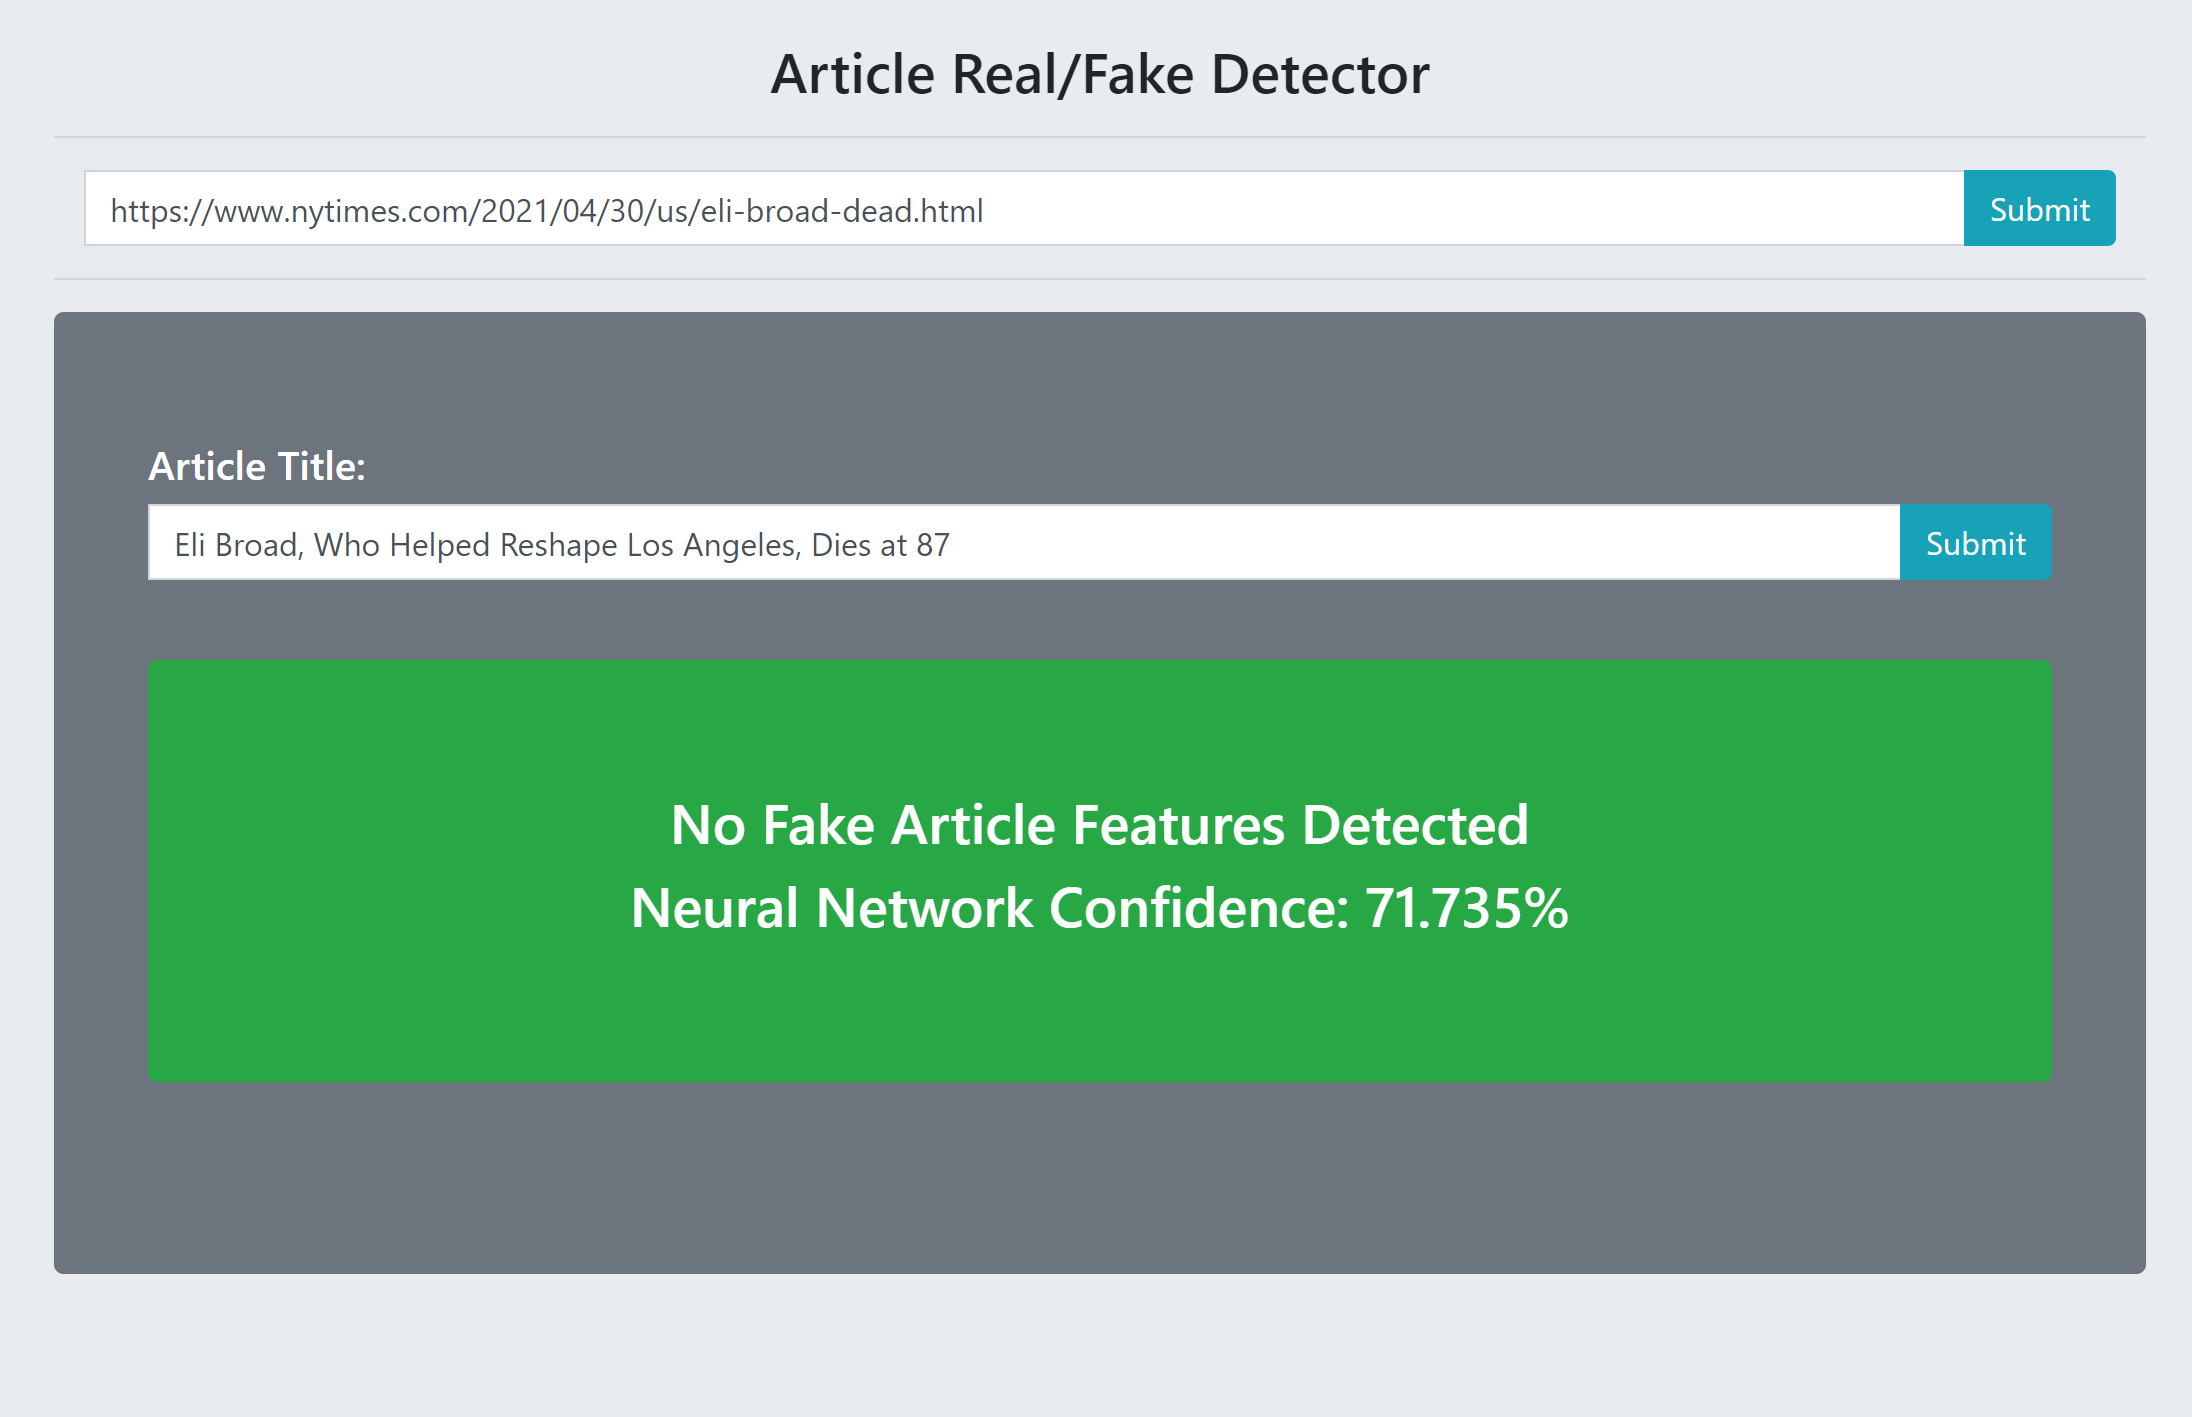 Article Real/Fake Detector
https://www.nytimes.com/2021/04/30/us/eli-broad-dead.html
Submit
Article Title:
Eli Broad, Who Helped Reshape Los Angeles, Dies at 87
Submit
No Fake Article Features Detected
Neural Network Confidence: 71.735%